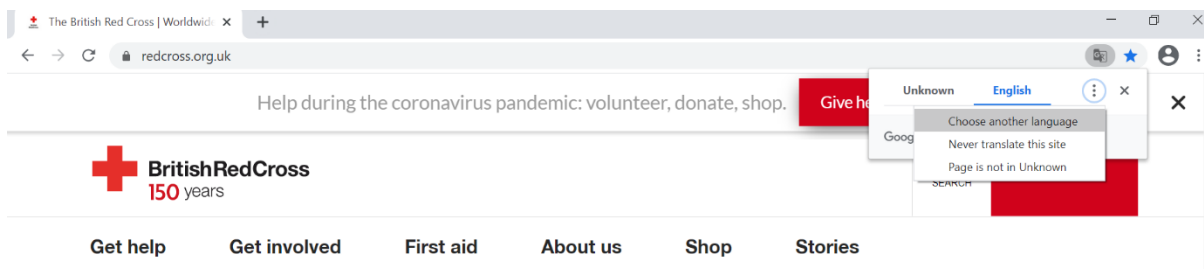 The British Red Cross | Worldwide
redcross.org.uk
Help during the coronavirus pandemic: volunteer, donate, shop.
Give he
Unknown English
Choose another language
Never translate this site
Page is not in Unknown
Goog
SEARCH
BritishRedCross
150 years
Get help Get involved First aid About us Shop Stories